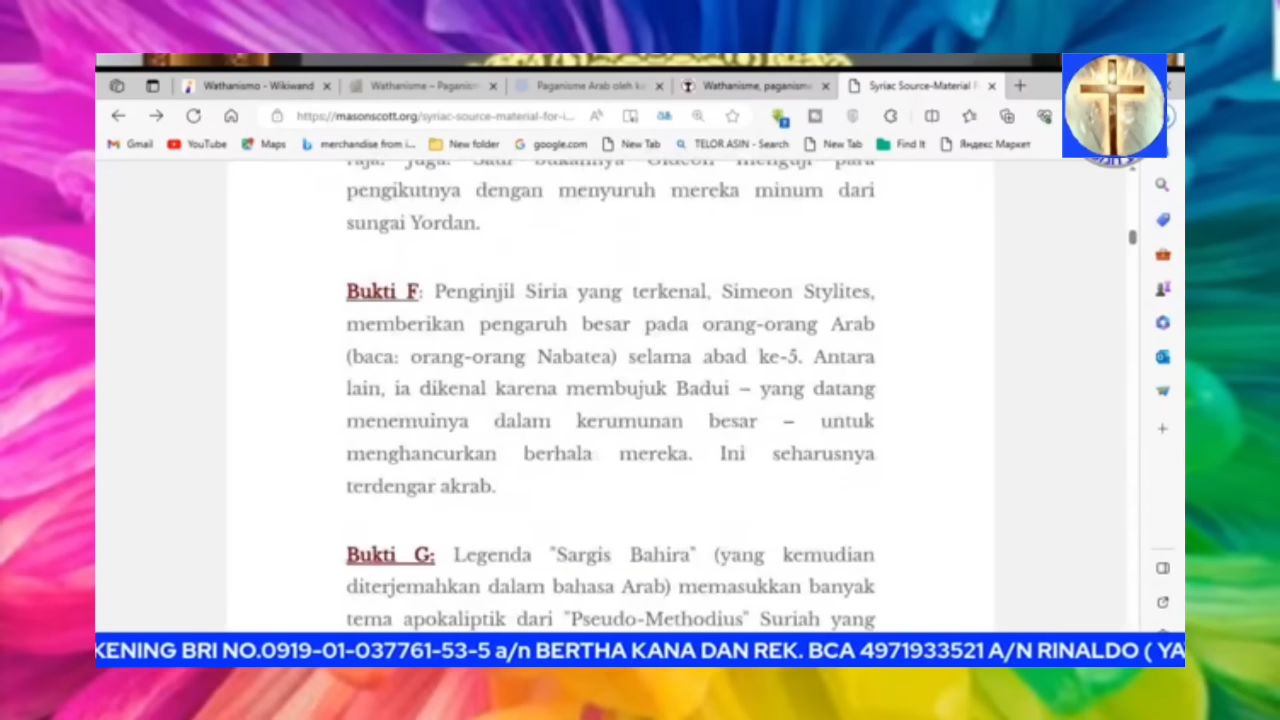 Wathanismo - Wikiwand
Wathanisme – Paganism
Paganisme Arab oleh k
Wathanisme, paganisme
Syriac Source-Material F
https://masonscott.org/syriac-source-material-for-i...
Gmail
YouTube
Maps
merchandise from i...
New folder
google.com
New Tab
TELOR ASIN - Search
New Tab
Find It
Яндекс Маркет
pengikutnya dengan menyuruh mereka minum dari
sungai Yordan.
Bukti F: Penginjil Siria yang terkenal, Simeon Stylites,
memberikan pengaruh besar pada orang-orang Arab
(baca: orang-orang Nabatea) selama abad ke-5. Antara
lain, ia dikenal karena membujuk Badui – yang datang
menemuinya dalam kerumunan besar – untuk
menghancurkan berhala mereka. Ini seharusnya
terdengar akrab.
Bukti G: Legenda "Sargis Bahira" (yang kemudian
diterjemahkan dalam bahasa Arab) memasukkan banyak
tema apokaliptik dari "Pseudo-Methodius" Suriah yang
KENING BRI NO.0919-01-037761-53-5 a/n BERTHA KANA DAN REK. BCA 4971933521 A/N RINALDO ( YA